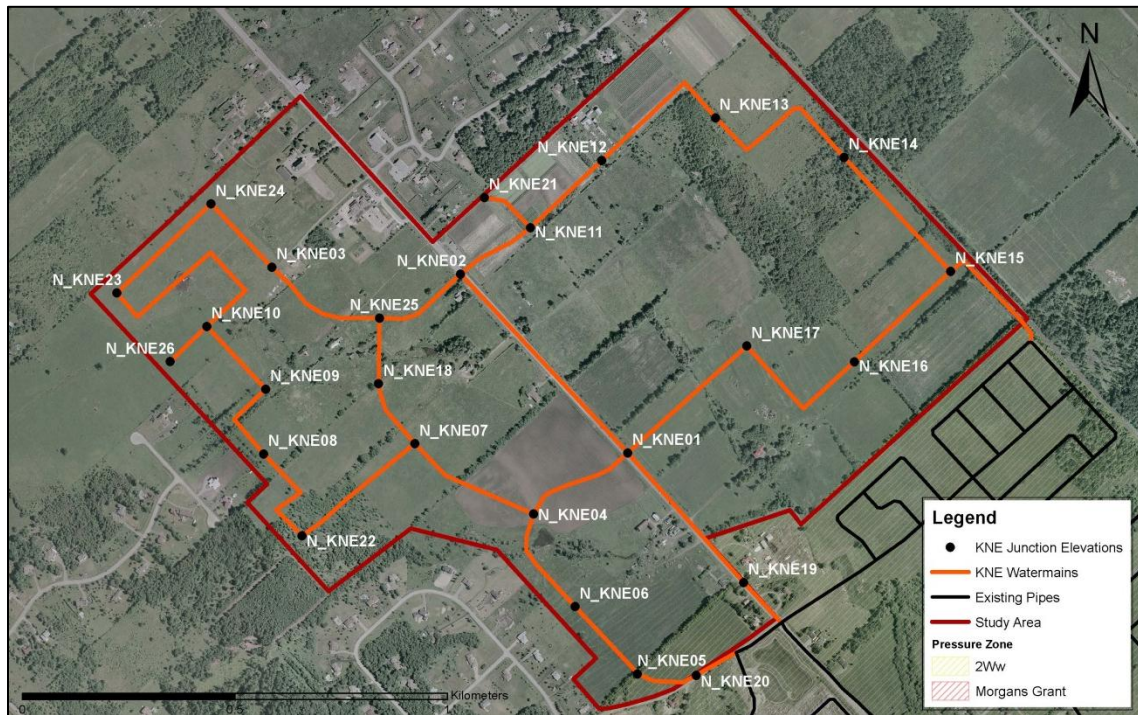 N
N_KNE13
N_KNE12
N_KNE14
N_KNE21
N_KNE24
N_KNE11
N_KNE03
N_KNE02
N_KNE15
N_KNE23
N_KNE25
N_KNE10
N_KNE17
N_KNE26
N_KNE18
N_KNE16
N_KNE09
N_KNE07
N_KNE08
N_KNE01
N_KNE04
N_KNE22
N_KNE19
N_KNE06
N_KNE05
N_KNE20
Legend
KNE Junction Elevations
KNE Watermains
Existing Pipes
Study Area
Pressure Zone
2Ww
Morgans Grant
Kilometers
0 0.5 1